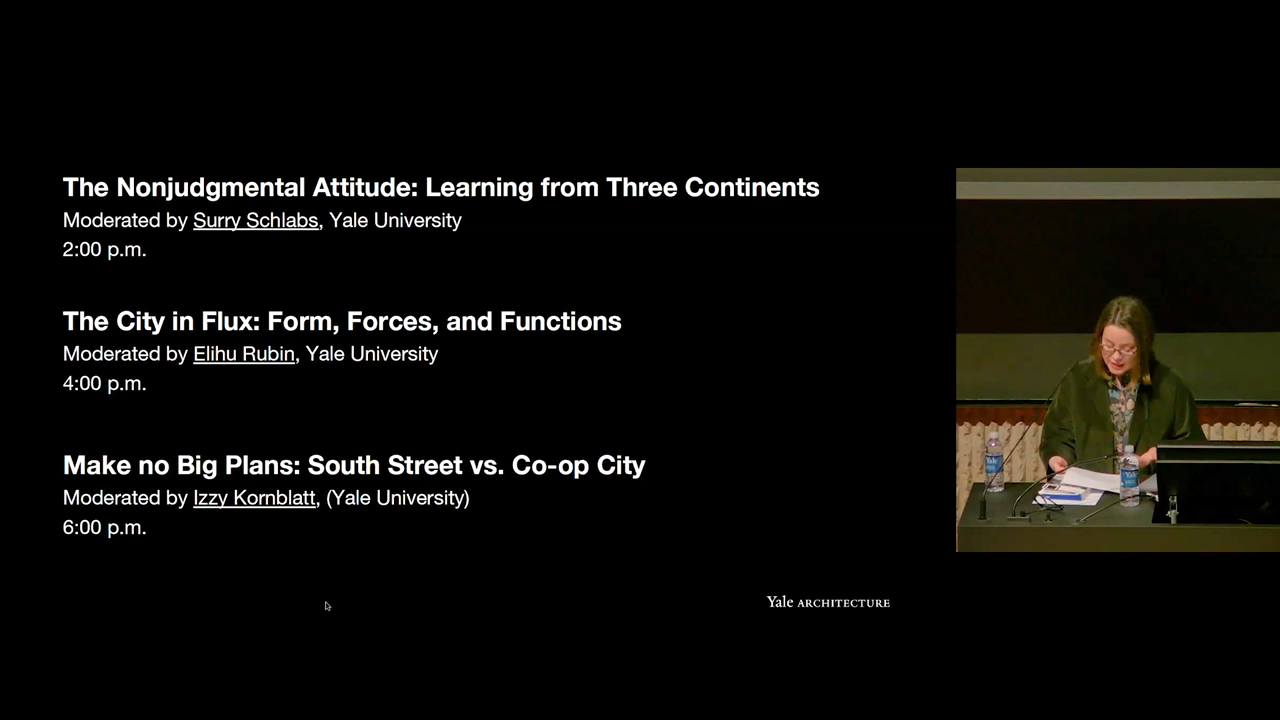 The Nonjudgmental Attitude: Learning from Three Continents
Moderated by Surry Schlabs, Yale University
2:00 p.m.
The City in Flux: Form, Forces, and Functions
Moderated by Elihu Rubin, Yale University
4:00 p.m.
Make no Big Plans: South Street vs. Co-op City
Moderated by Izzy Kornblatt, (Yale University)
6:00 p.m.
Yale ARCHITECTURE
Yale
Yale